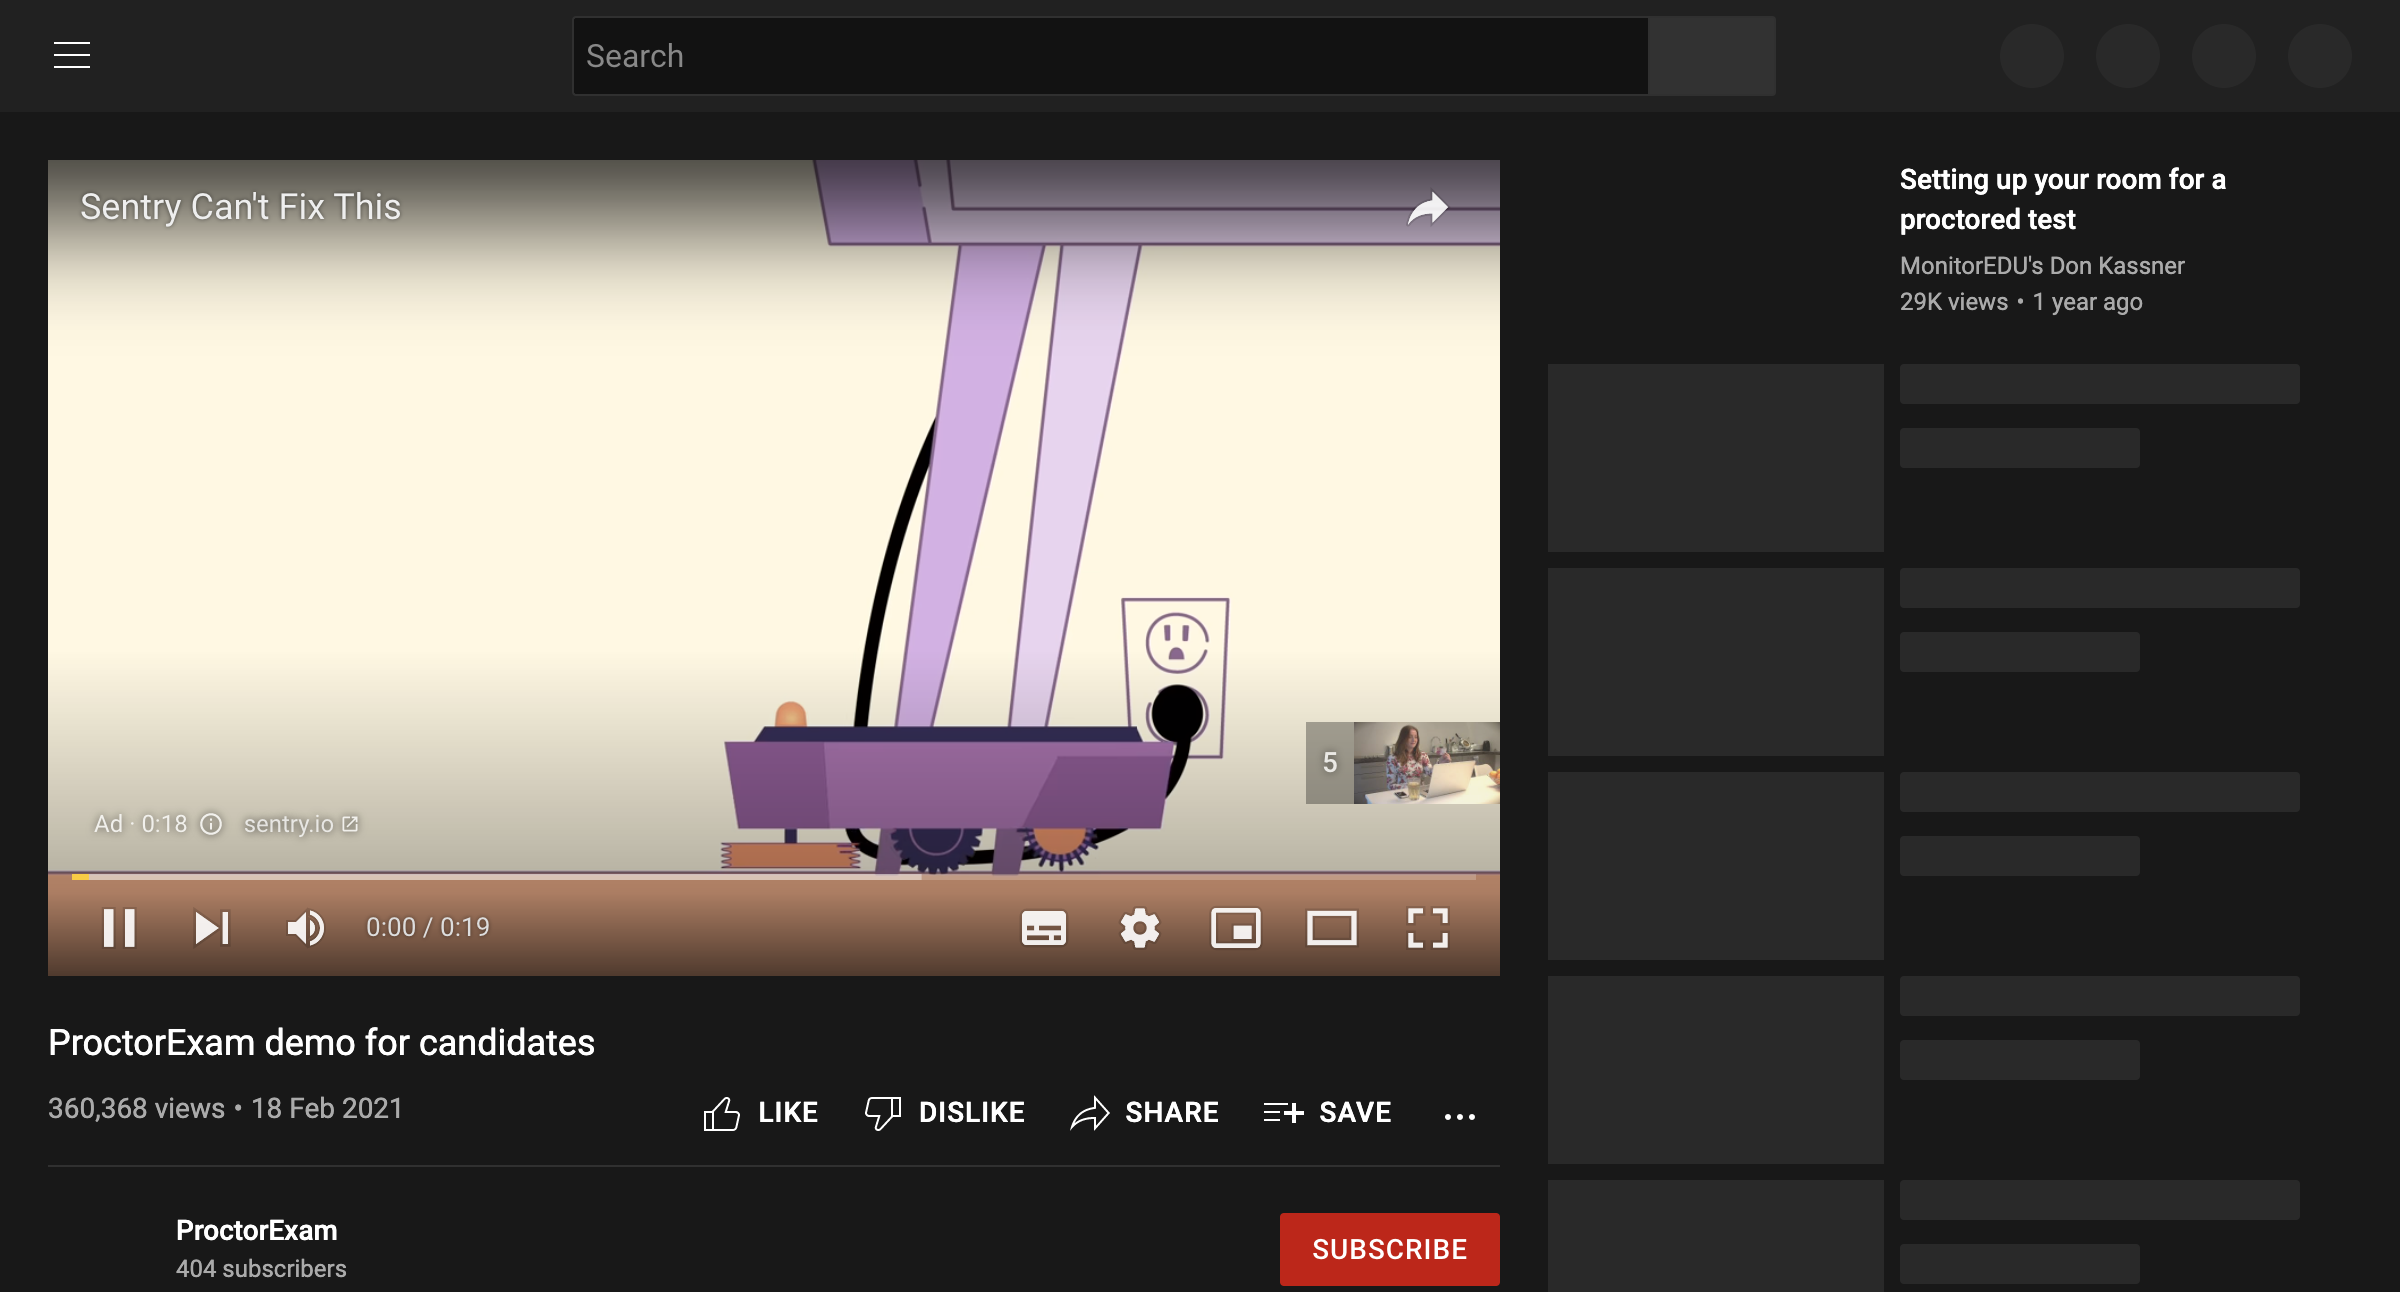 Search
Sentry Can't Fix This
5
Ad · 0:18 sentry.io
0:00 / 0:19
ProctorExam demo for candidates
360,368 views • 18 Feb 2021
LIKE DISLIKE SHARE SAVE ...
ProctorExam
404 subscribers
SUBSCRIBE
Setting up your room for a
proctored test
MonitorEDU's Don Kassner
29K views • 1 year ago